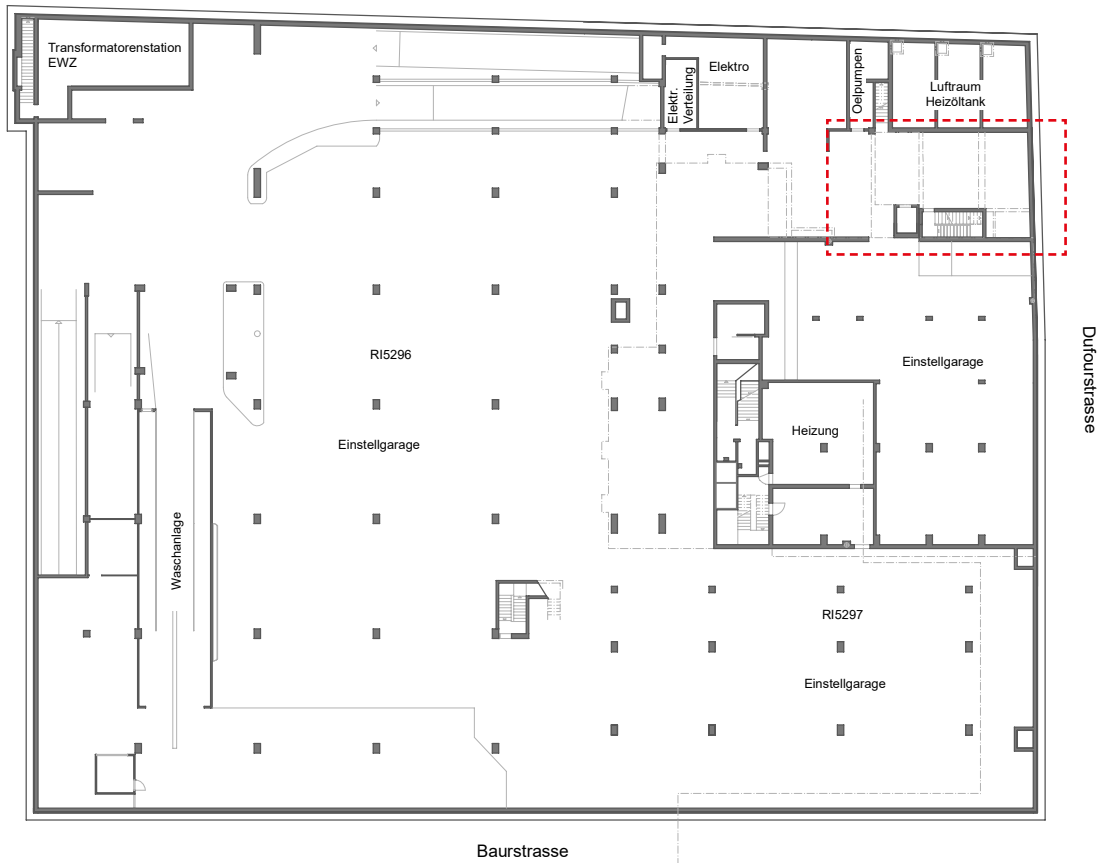 Transformatorenstation
EWZ
Elektro
Elektr.
Verteilung
Oelpumpen
Luftraum
Heizöltank
RI5296
Einstellgarage
Einstellgarage
Dufourstrasse
Heizung
Waschanlage
RI5297
Einstellgarage
Baurstrasse